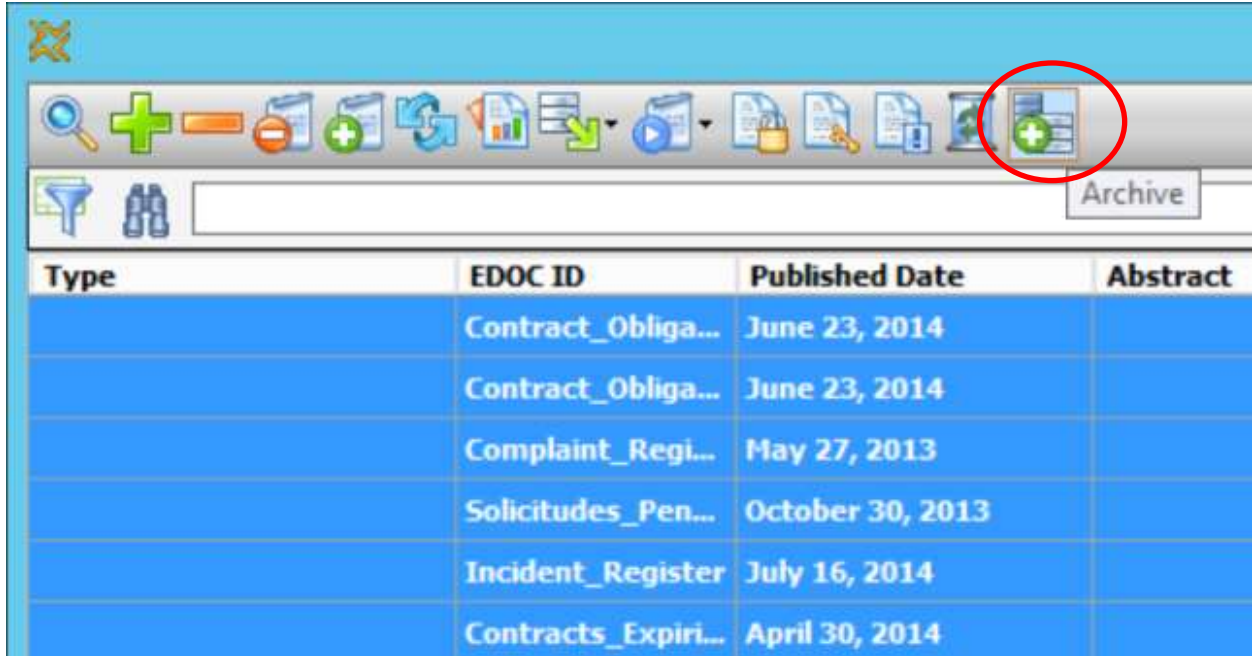 Archive
Type EDOC ID Published Date Abstract
Contract_Obliga... June 23, 2014
Contract_Obliga... June 23, 2014
Complaint_Regi... May 27, 2013
Solicitudes_Pen... October 30, 2013
Incident_Register July 16, 2014
Contracts_Expiri... April 30, 2014